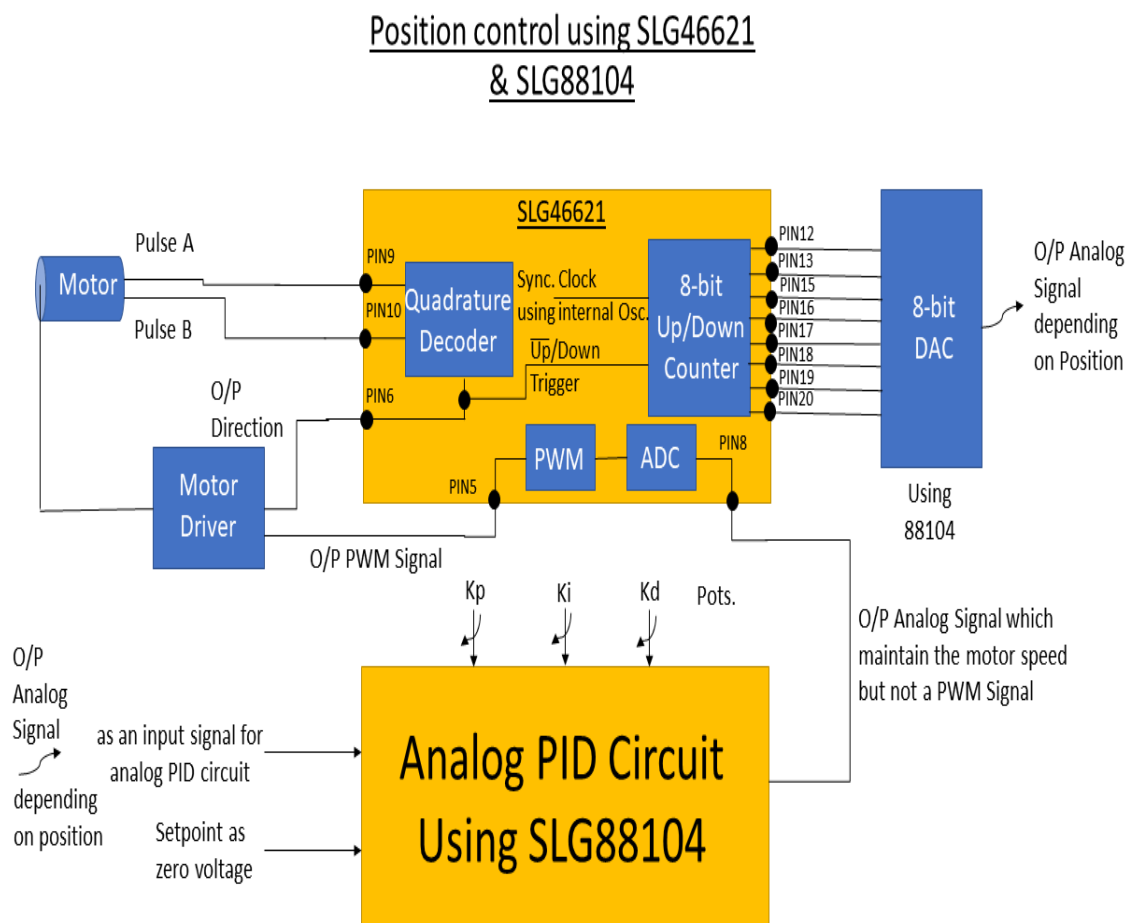 Position control using SLG46621
& SLG88104
SLG46621
Pulse A
Motor
Pulse B
PIN9
PIN10
Quadrature
Decoder
Sync. Clock
using internal Osc.
Up/Down
Trigger
8-bit
Up/Down
Counter
PIN12
PIN13
PIN15
PIN16
PIN17
PIN18
PIN19
PIN20
8-bit
DAC
O/P Analog
Signal
depending
on Position
O/P
Direction
PIN6
Motor
Driver
PIN5
PWM
ADC
PIN8
Using
88104
O/P PWM Signal
Kp
Ki
Kd
Pots.
O/P Analog Signal which
maintain the motor speed
but not a PWM Signal
O/P
Analog
Signal
depending
on position
as an input signal for
analog PID circuit
Setpoint as
zero voltage
Analog PID Circuit
Using SLG88104